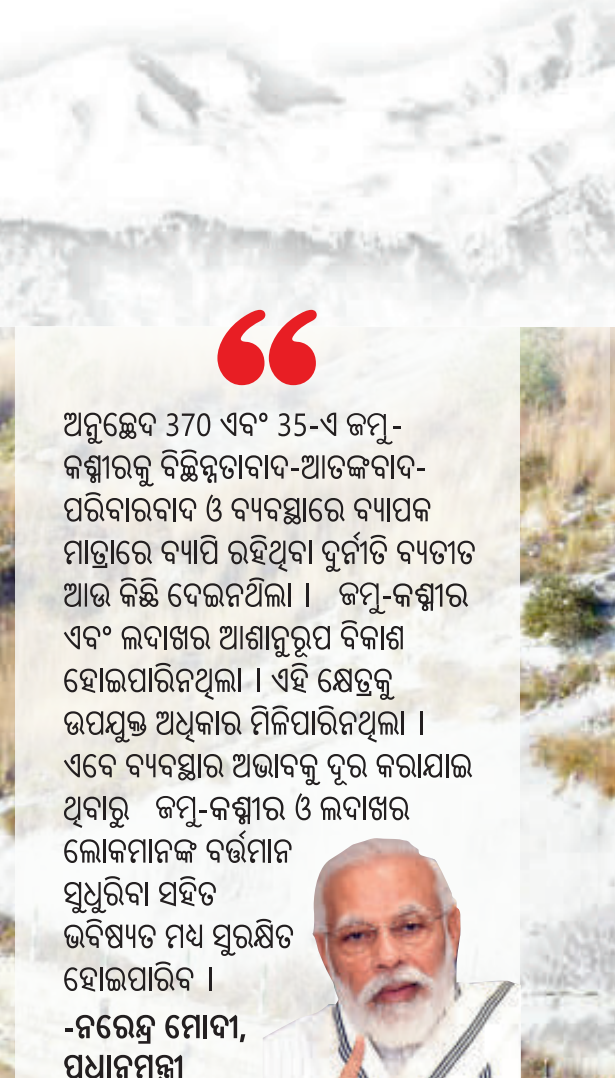 “
ଅନୁଚ୍ଛେଦ 370 ଏବଂ 35-ଏ ଜମ୍ମୁ-
କଶ୍ମୀରକୁ ବିଚ୍ଛିନ୍ନତାବାଦ-ଆତଙ୍କବାଦ-
ପରିବାରବାଦ ଓ ବ୍ୟବସ୍ଥାରେ ବ୍ୟାପକ
ମାତ୍ରାରେ ବ୍ୟାପି ରହିଥିବା ଦୁର୍ନୀତି ବ୍ୟତୀତ
ଆଉ କିଛି ଦେଇନଥିଲା । ଜମ୍ମୁ-କଶ୍ମୀର
ଏବଂ ଲଦାଖର ଆଶାନୁରୂପ ବିକାଶ
ହୋଇପାରିନଥିଲା । ଏହି କ୍ଷେତ୍ରକୁ
ଉପଯୁକ୍ତ ଅଧିକାର ମିଳିପାରିନଥିଲା ।
ଏବେ ବ୍ୟବସ୍ଥାର ଅଭାବକୁ ଦୂର କରାଯାଇ
ଥିବାରୁ ଜମ୍ମୁ-କଶ୍ମୀର ଓ ଲଦାଖର
ଲୋକମାନଙ୍କ ବର୍ତ୍ତମାନ
ସୁଧୁରିବା ସହିତ
ଭବିଷ୍ୟତ ମଧ୍ୟ ସୁରକ୍ଷିତ
ହୋଇପାରିବ ।
-ନରେନ୍ଦ୍ର ମୋଦୀ,
ପ୍ରଧାନମନ୍ତ୍ରୀ